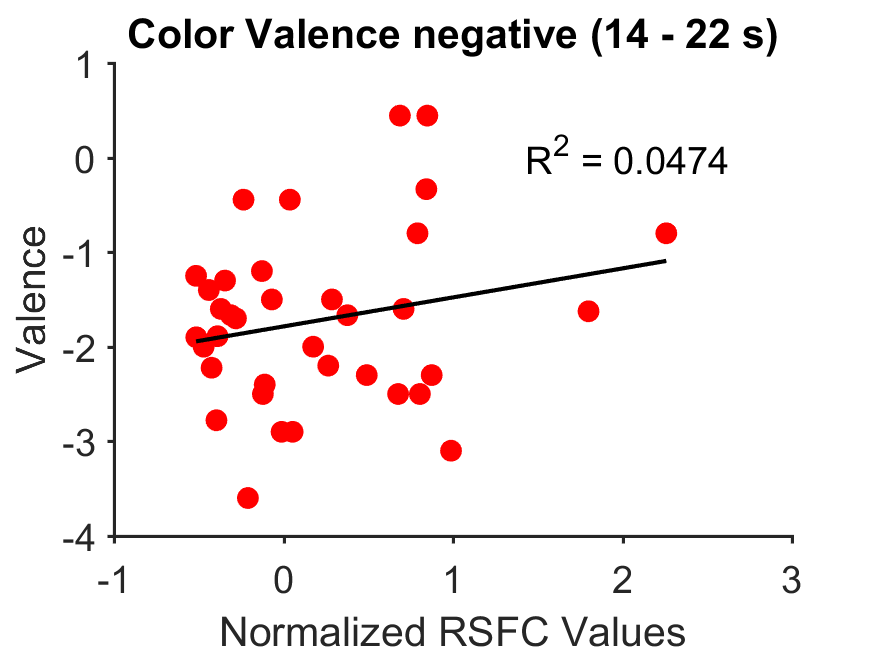 Color Valence negative (14 - 22 s)
1
0
-1
-2
-3
-4
Valence
R² = 0.0474
-1 0 1 2 3
Normalized RSFC Values